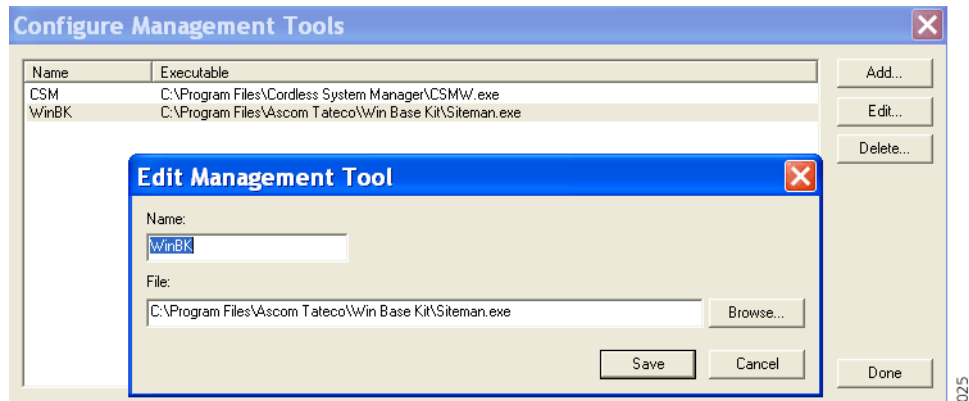 Configure Management Tools
Name Executable
CSM C:\Program Files\Cordless System Manager\CSMW.exe
WinBK C:\Program Files\Ascom Tateco\Win Base Kit\Siteman.exe
Add...
Edit...
Delete...
Edit Management Tool
Name:
WinBK
File:
C:\Program Files\Ascom Tateco\Win Base Kit\Siteman.exe
Browse...
Save Cancel
Done
025